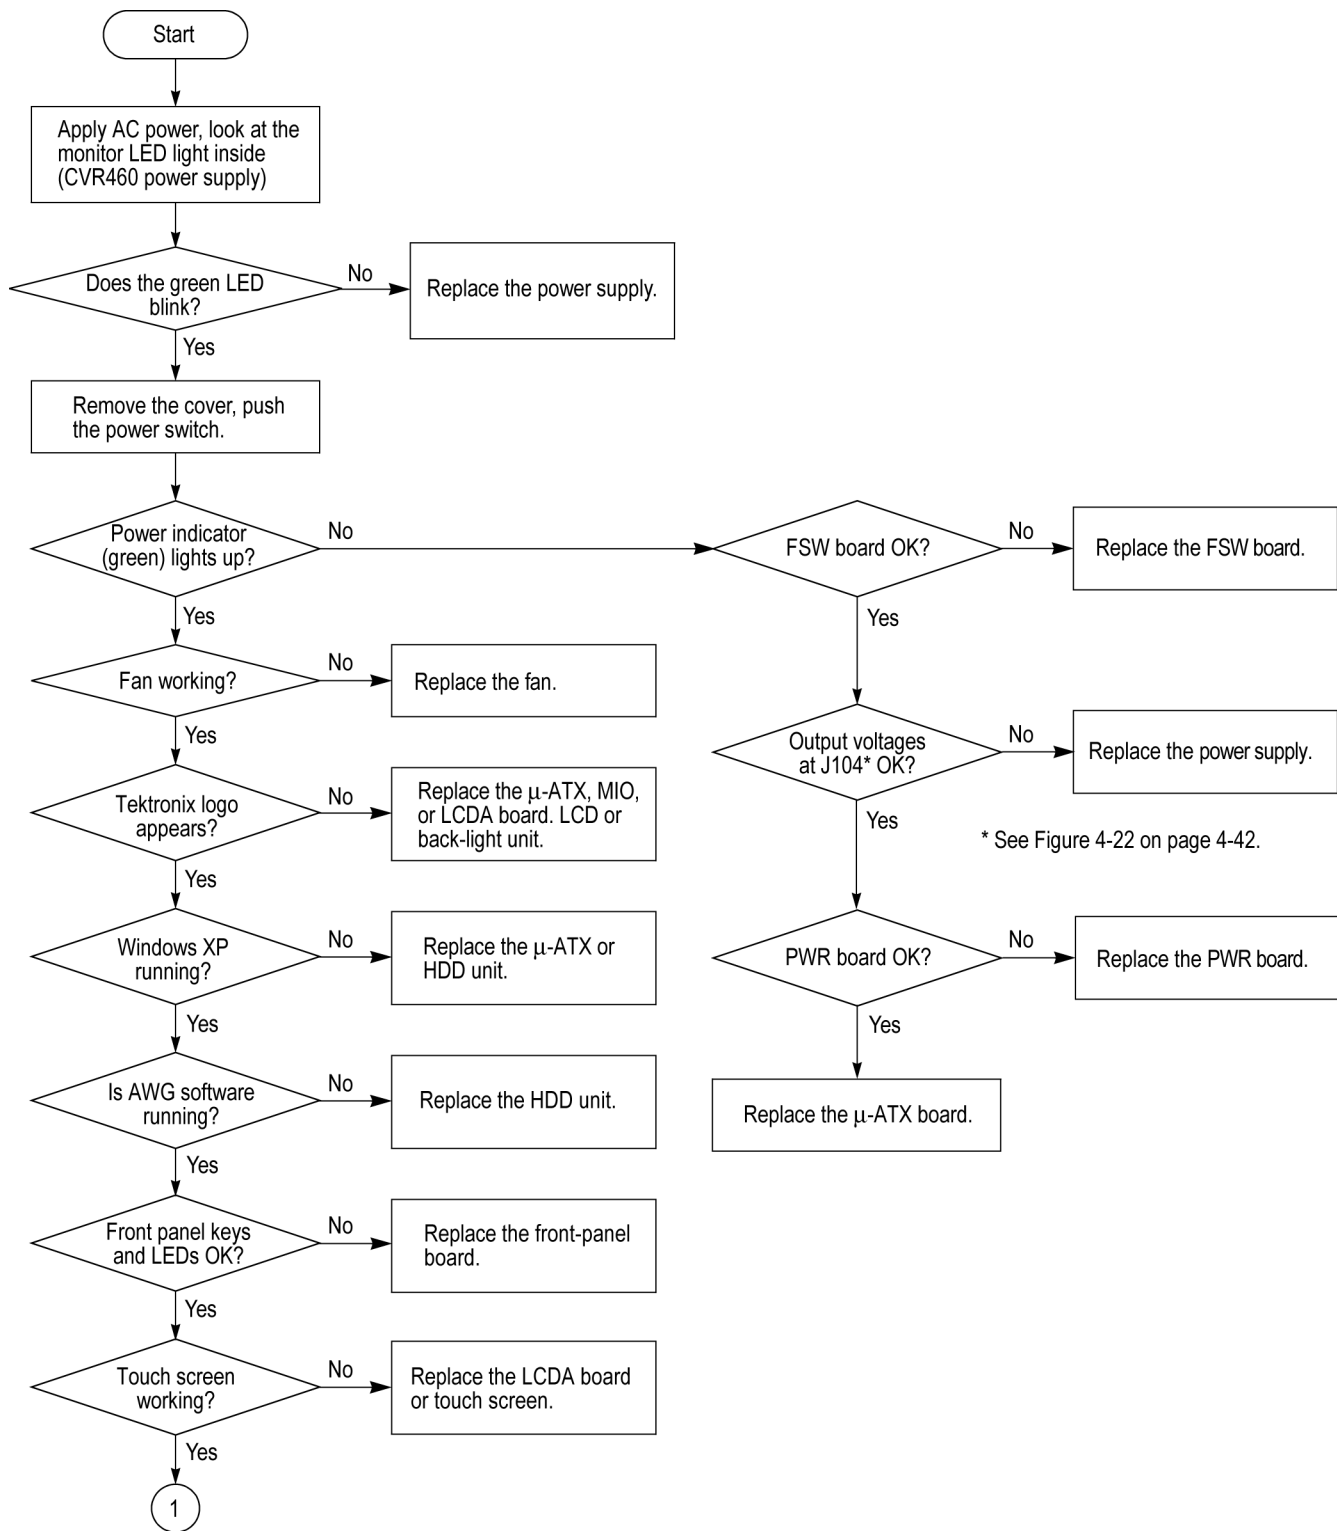 Start
Apply AC power, look at the
monitor LED light inside
(CVR460 power supply)
Does the green LED
blink?
No
Replace the power supply.
Yes
Remove the cover, push
the power switch.
Power indicator
(green) lights up?
No
FSW board OK?
No
Replace the FSW board.
Yes
Yes
Fan working?
No
Replace the fan.
Yes
Output voltages
at J104* OK?
No
Replace the power supply.
Yes
* See Figure 4-22 on page 4-42.
Tektronix logo
appears?
No
Replace the μ-ATX, MIO,
or LCDA board. LCD or
back-light unit.
Yes
PWR board OK?
No
Replace the PWR board.
Yes
Replace the μ-ATX board.
Windows XP
running?
No
Replace the μ-ATX or
HDD unit.
Yes
Is AWG software
running?
No
Replace the HDD unit.
Yes
Front panel keys
and LEDs OK?
No
Replace the front-panel
board.
Yes
Touch screen
working?
No
Replace the LCDA board
or touch screen.
Yes
1